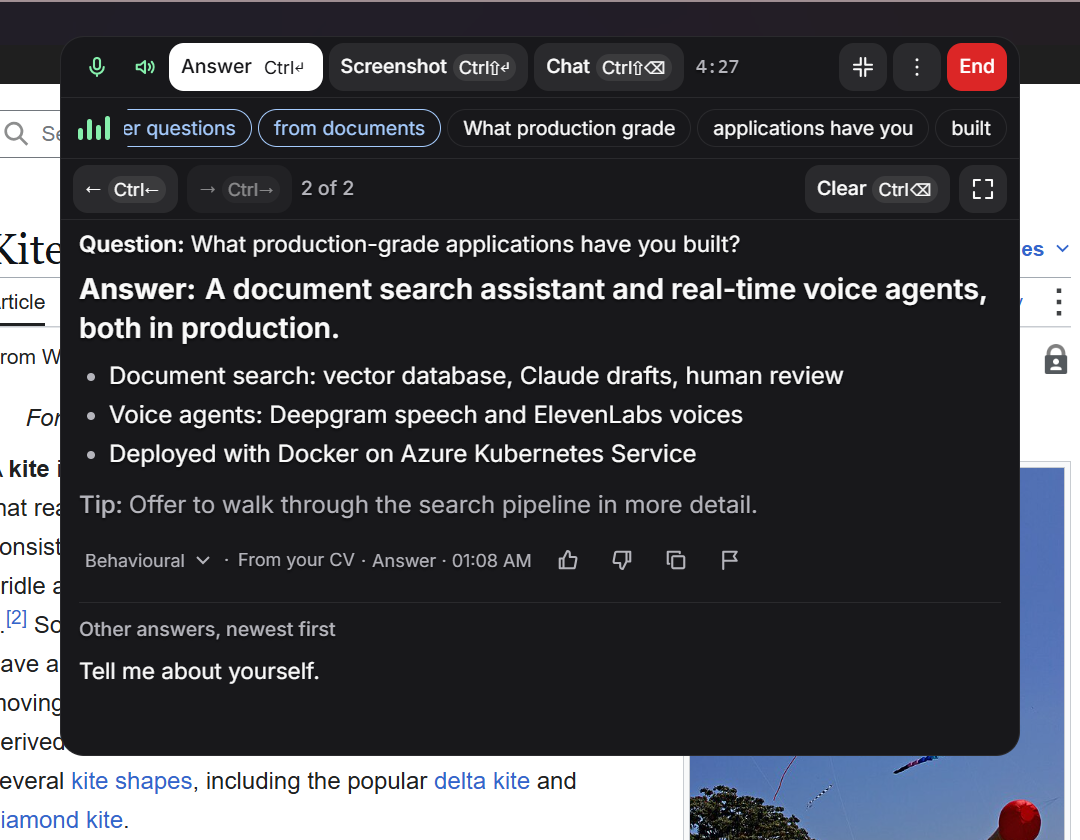 Answer Ctrl↵ Screenshot Ctrl⇧↵ Chat Ctrl⇧⌫ 4:27 End
Se
er questions from documents What production grade applications have you built
← Ctrl← → Ctrl→ 2 of 2 Clear Ctrl⌫
Question: What production-grade applications have you built?
Kite
es
Answer: A document search assistant and real-time voice agents,
both in production.
rticle
rom W
Document search: vector database, Claude drafts, human review
For
Voice agents: Deepgram speech and ElevenLabs voices
Deployed with Docker on Azure Kubernetes Service
A kite i
hat rea
Tip: Offer to walk through the search pipeline in more detail.
onsist
Behavioural · From your CV · Answer · 01:08 AM
ridle a
.[2] So
Other answers, newest first
ave a
Tell me about yourself.
moving
erived
everal kite shapes, including the popular delta kite and
iamond kite.